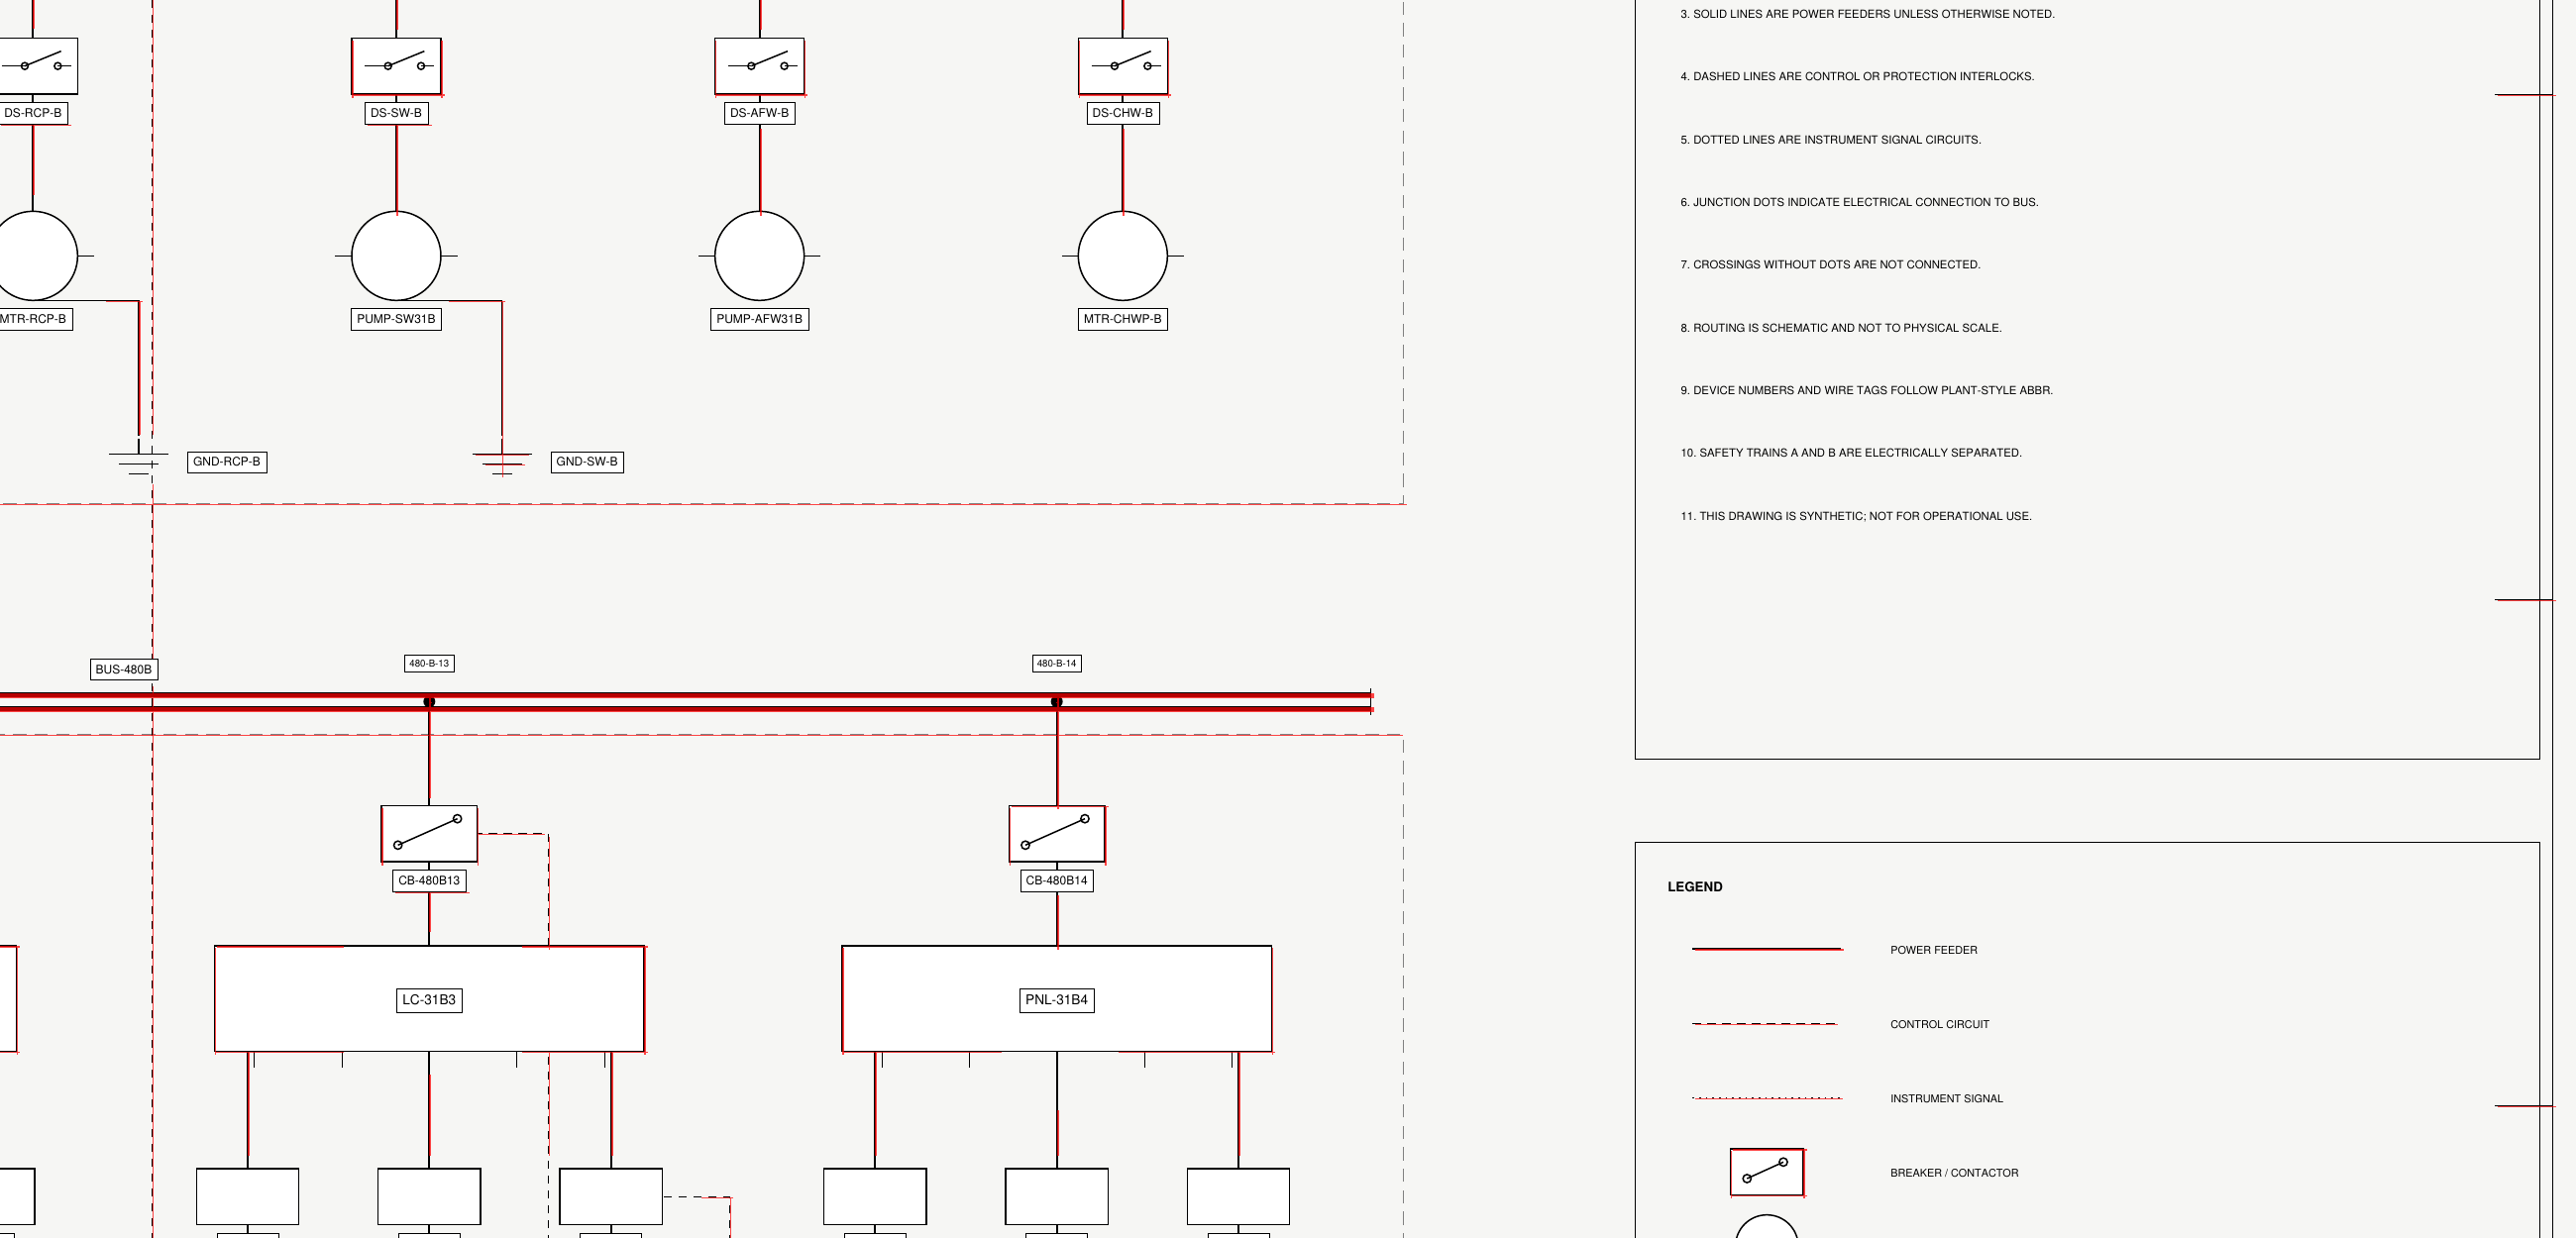 3. SOLID LINES ARE POWER FEEDERS UNLESS OTHERWISE NOTED.
4. DASHED LINES ARE CONTROL OR PROTECTION INTERLOCKS.
DS-RCP-B
DS-SW-B
DS-AFW-B
DS-CHW-B
5. DOTTED LINES ARE INSTRUMENT SIGNAL CIRCUITS.
6. JUNCTION DOTS INDICATE ELECTRICAL CONNECTION TO BUS.
7. CROSSINGS WITHOUT DOTS ARE NOT CONNECTED.
MTR-RCP-B
PUMP-SW31B
PUMP-AFW31B
MTR-CHWP-B
8. ROUTING IS SCHEMATIC AND NOT TO PHYSICAL SCALE.
9. DEVICE NUMBERS AND WIRE TAGS FOLLOW PLANT-STYLE ABBR.
10. SAFETY TRAINS A AND B ARE ELECTRICALLY SEPARATED.
GND-RCP-B
GND-SW-B
11. THIS DRAWING IS SYNTHETIC; NOT FOR OPERATIONAL USE.
BUS-480B
480-B-13
480-B-14
CB-480B13
CB-480B14
LEGEND
POWER FEEDER
LC-31B3
PNL-31B4
CONTROL CIRCUIT
INSTRUMENT SIGNAL
BREAKER / CONTACTOR